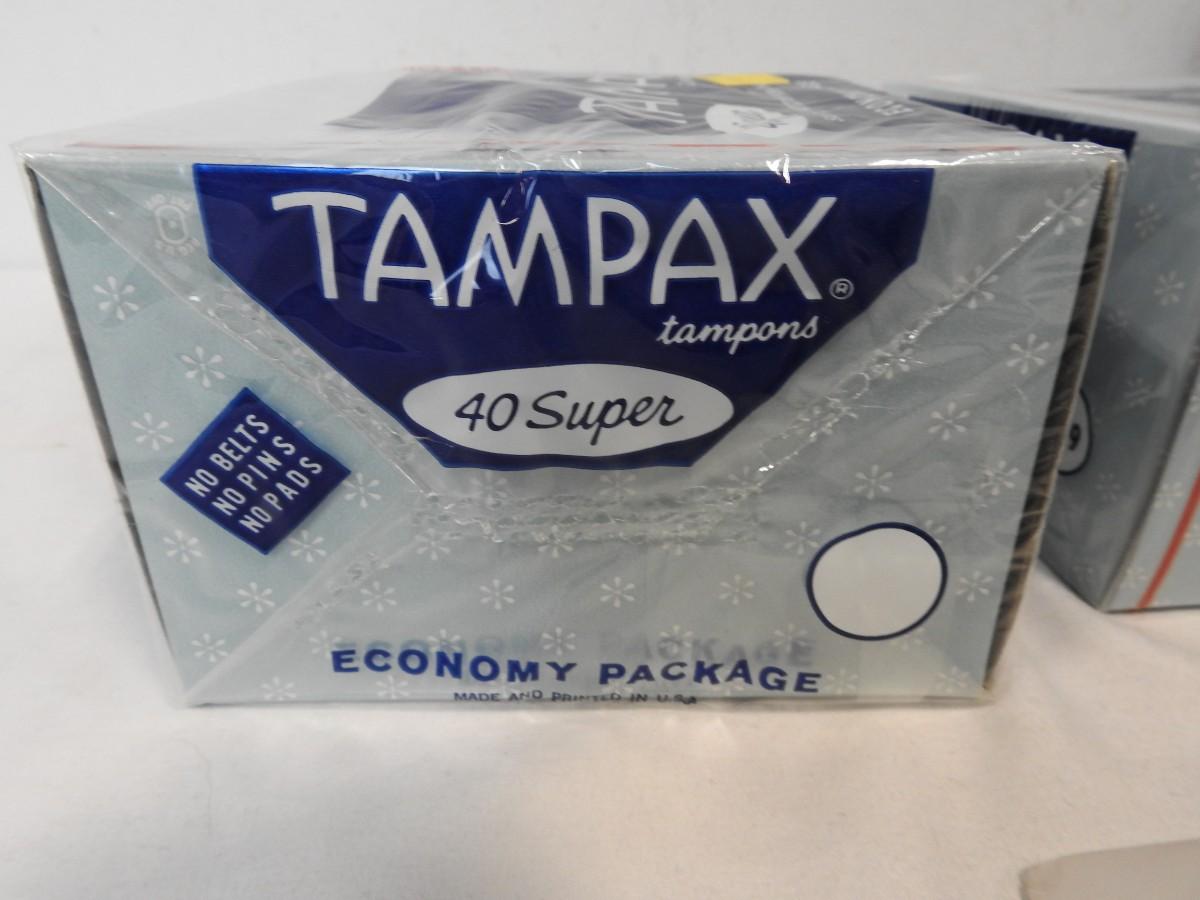 TAMPAX®
tampons
40 Super
NO BELTS
NO PINS
NO PADS
ECONOMY PACKAGE
MADE AND PRINTED IN U.S.A